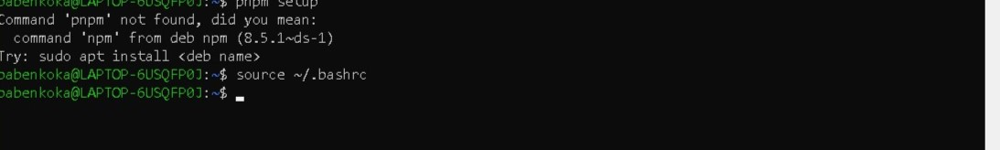 babenkoka@LAPTOP-6USQFP0J:~$ pnpm setup
Command 'pnpm' not found, did you mean:
  command 'npm' from deb npm (8.5.1~ds-1)
Try: sudo apt install <deb name>
babenkoka@LAPTOP-6USQFP0J:~$ source ~/.bashrc
babenkoka@LAPTOP-6USQFP0J:~$